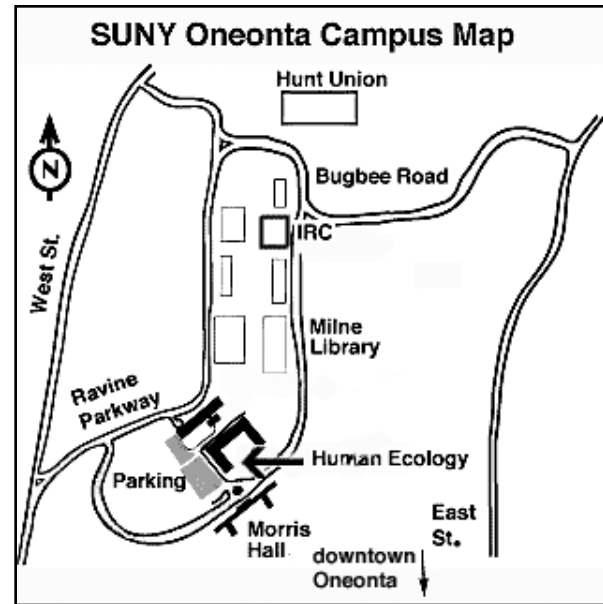 SUNY Oneonta Campus Map
Hunt Union
N
Bugbee Road
IRC
West St.
Milne
Library
Ravine
Parkway
Human Ecology
Parking
East
St.
Morris
Hall
downtown
Oneonta